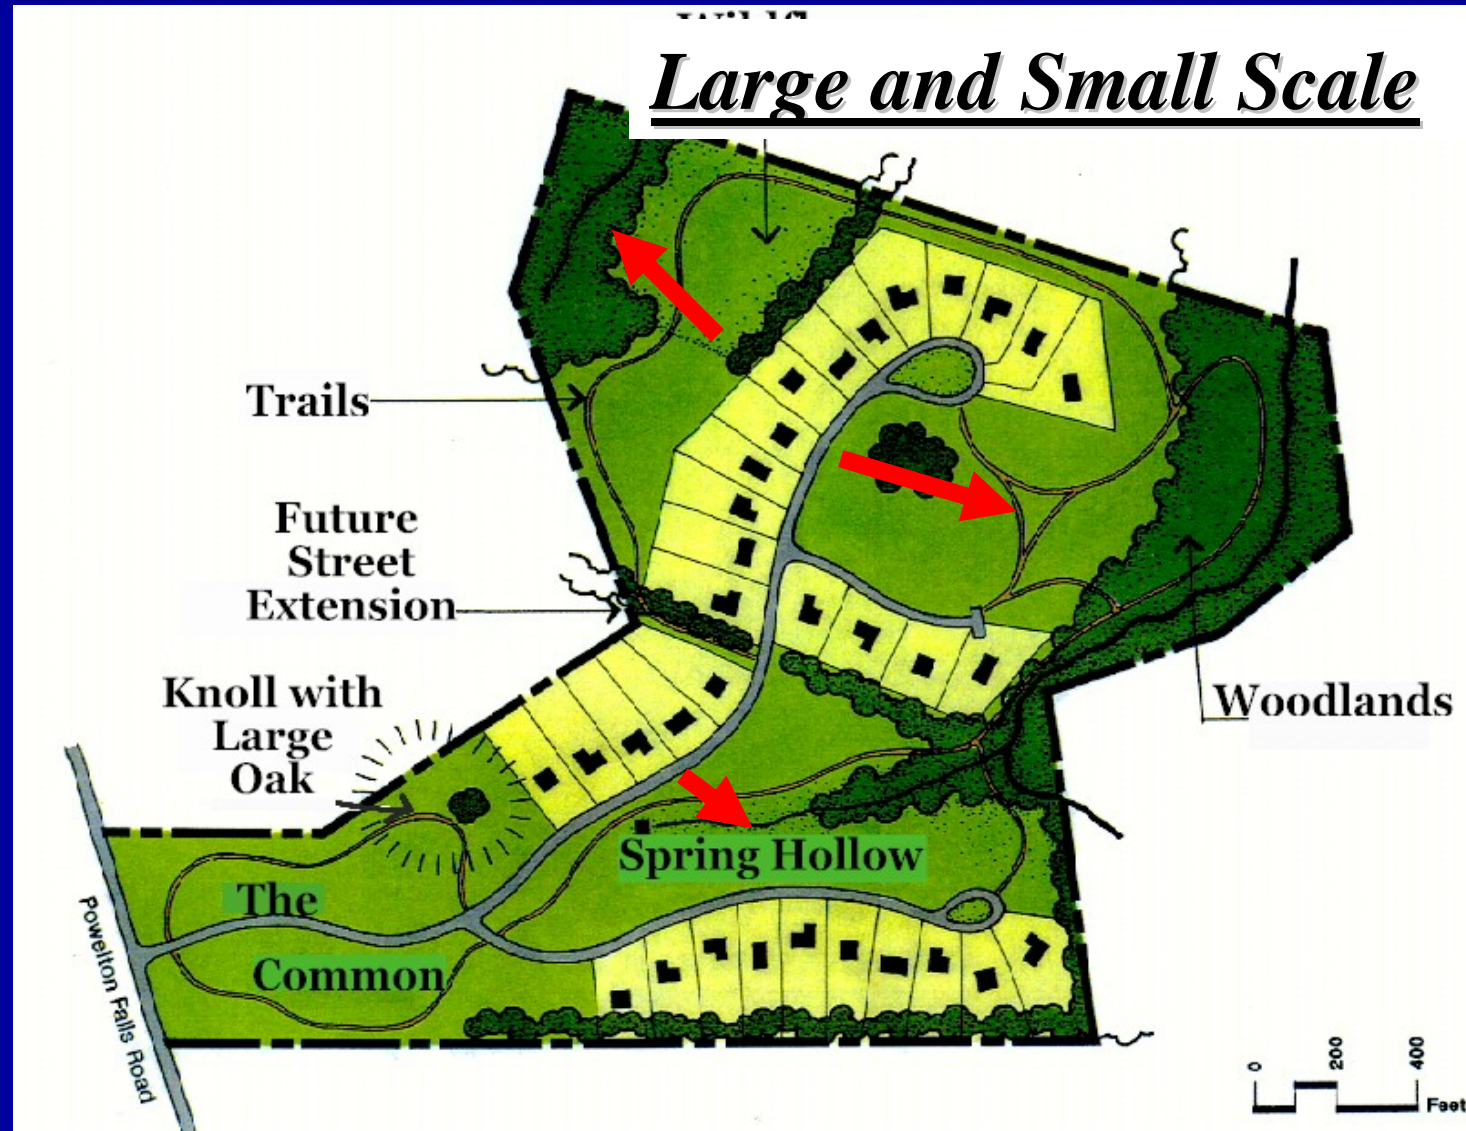 Large and Small Scale
Trails
Future
Street
Extension
Knoll with
Large
Oak
Woodlands
Spring Hollow
The
Common
Powelton Falls Road
0
200
400
Feet